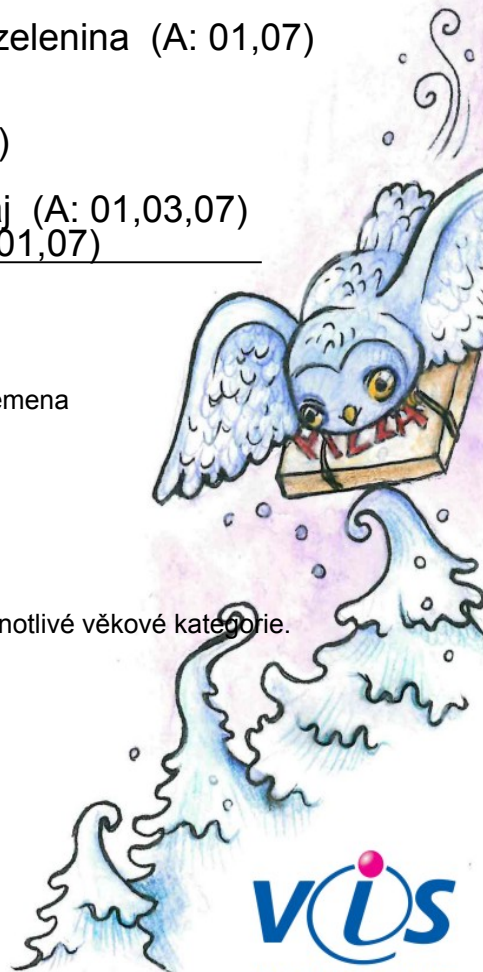 zelenina (A: 01,07)
)
j (A: 01,03,07)
01,07)
emena
notlivé věkové kategorie.
PIZZA
vis